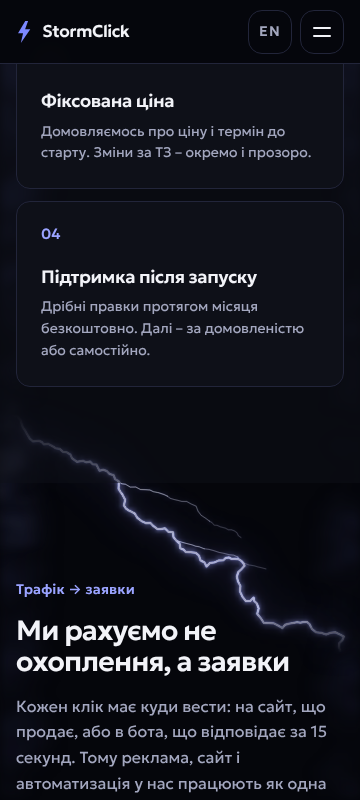 StormClick
EN
Фіксована ціна
Домовляємось про ціну і термін до
старту. Зміни за ТЗ – окремо і прозоро.
04
Підтримка після запуску
Дрібні правки протягом місяця
безкоштовно. Далі – за домовленістю
або самостійно.
Трафік → заявки
Ми рахуємо не
охоплення, а заявки
Кожен клік має куди вести: на сайт, що
продає, або в бота, що відповідає за 15
секунд. Тому реклама, сайт і
автоматизація у нас працюють як одна